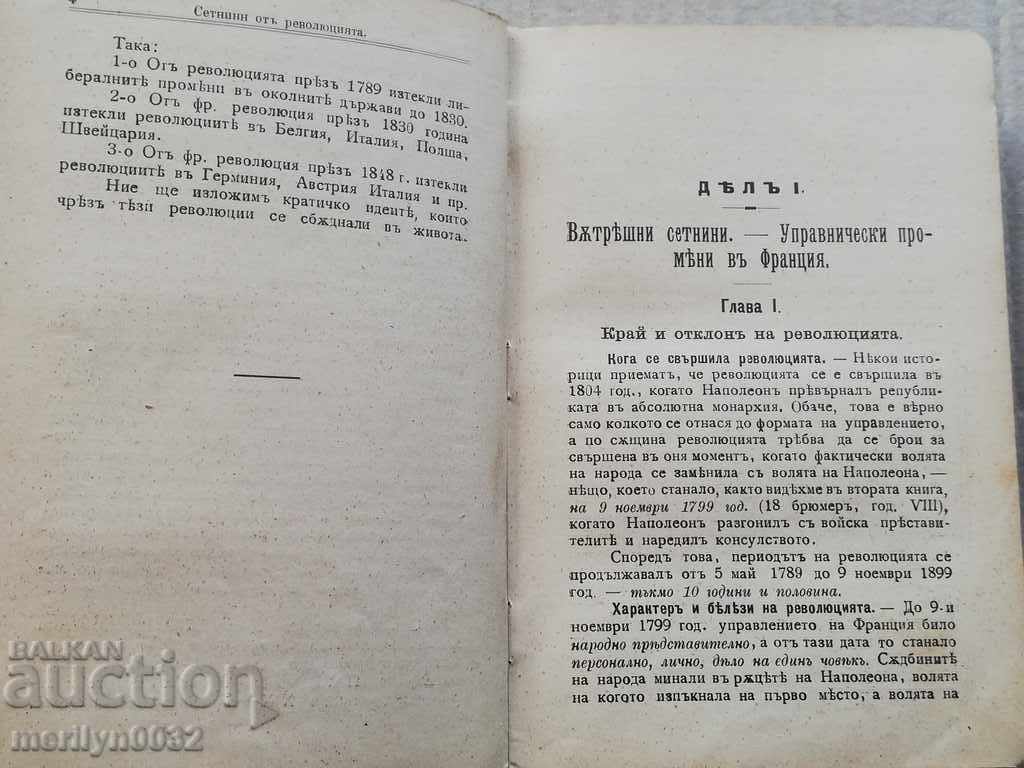 Сетнини отъ революцията.
Така:
1-о Отъ революцията прѣзъ 1789 изтекли ли-
бералнитѣ промѣни въ околнитѣ държави до 1830.
2-о Отъ фр. революция прѣзъ 1830 година
изтекли революциитѣ въ Белгия, Италия, Полша,
Швейцария.
3-о Отъ фр. революция прѣзъ 1848 г. изтекли
революциитѣ въ Германия, Австрия Италия и пр.
Ние ще изложимъ кратичко идеитѣ, които
чрѣзъ тѣзи революции се сбѫднали въ живота.
ДѢЛЪ I.
Вѫтрѣшни сетнини. — Управнически про-
мѣни въ Франция.
Глава I.
Край и отклонъ на революцията.
Кога се свършила революцията. — Нѣкои исто-
рици приематъ, че революцията се е свършила въ
1804 год., когато Наполеонъ прѣвърналъ републи-
ката въ абсолютна монархия. Обаче, това е вѣрно
само колкото се отнася до формата на управлението,
а по сѫщина революцията трѣбва да се брои за
свършена въ оня моментъ, когато фактически волята
на народа се замѣнила съ волята на Наполеона, —
нѣщо, което станало, както видѣхме въ втората книга,
на 9 ноември 1799 год. (18 брюмеръ, год. VIII),
когато Наполеонъ разгонилъ съ войска прѣстави-
телитѣ и наредилъ консулството.
Споредъ това, периодътъ на революцията се
продължавалъ отъ 5 май 1789 до 9 ноември 1899
год. — тъкмо 10 години и половина.
Характеръ и бѣлѣзи на революцията. — До 9-и
ноември 1799 год. управлението на Франция било
народно прѣдставително, а отъ тази дата то станало
персонално, лично, дѣло на единъ човѣкъ. Сѫдбинитѣ
на народа минали въ рѫцѣтѣ на Наполеона, волята
на когото изпъкнала на първо мѣсто, а волята на
BALKAN
auction
merilyn0032